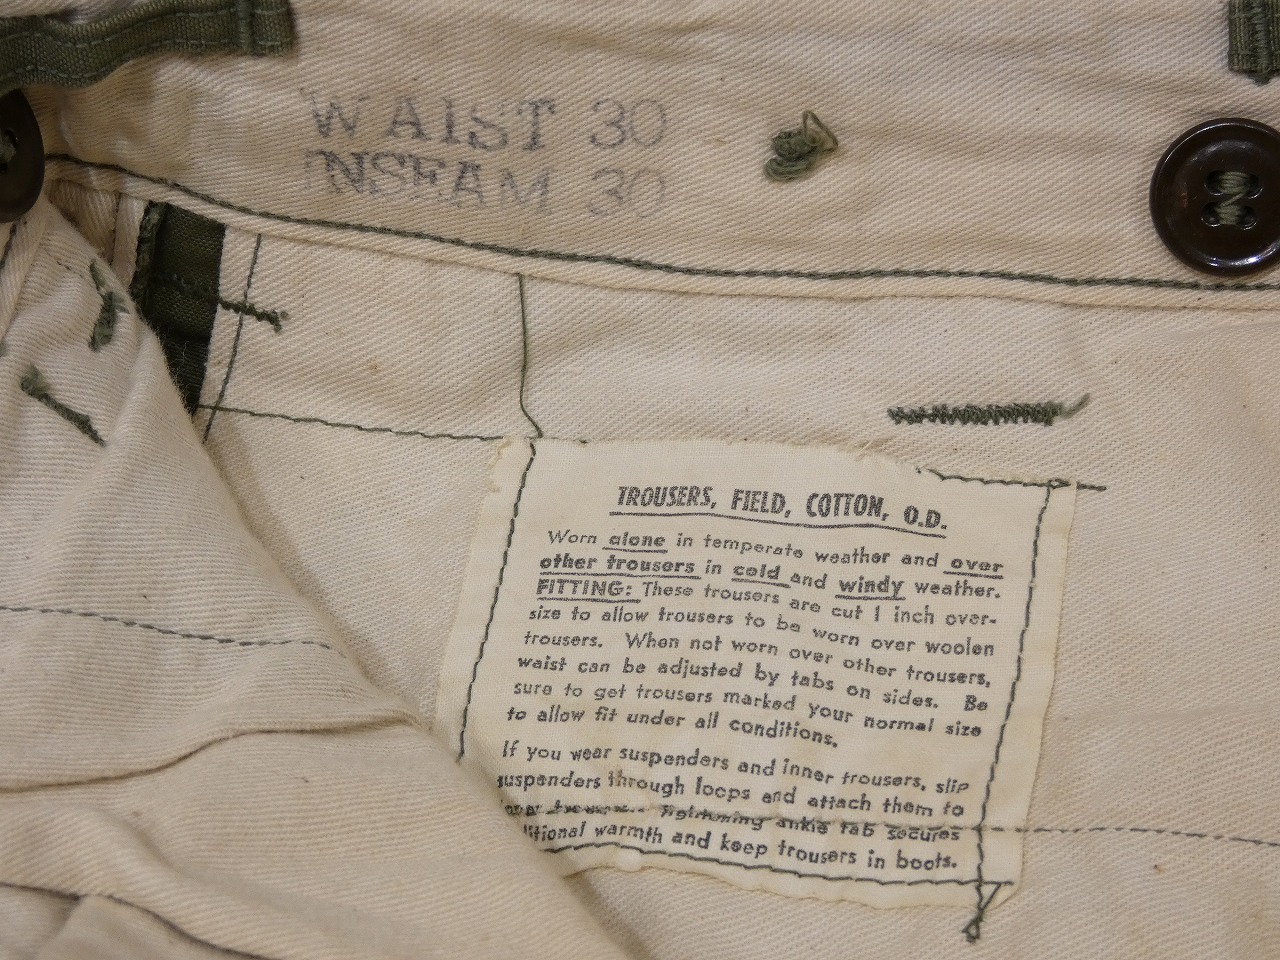 WAIST 30
INSEAM 30
TROUSERS, FIELD, COTTON, O.D.
Worn alone in temperate weather and over
other trousers in cold and windy weather.
FITTING: These trousers are cut 1 inch over-
size to allow trousers to be worn over woolen
trousers. When not worn over other trousers,
waist can be adjusted by tabs on sides. Be
sure to get trousers marked your normal size
to allow fit under all conditions.
If you wear suspenders and inner trousers, slip
suspenders through loops and attach them to
Tightening ankle tab secures
itional warmth and keep trousers in boots.